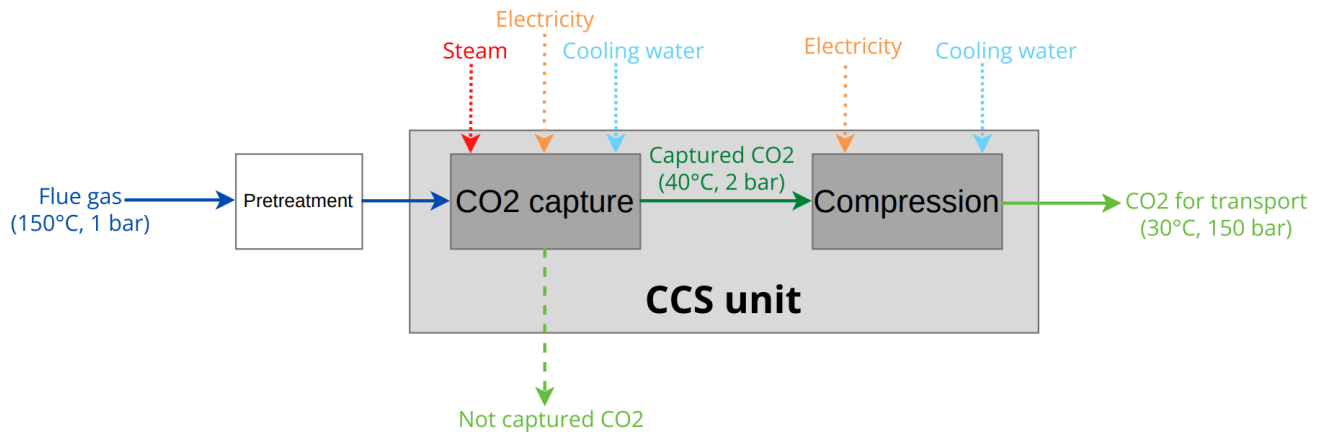 Electricity
Steam
Cooling water
Electricity
Cooling water
Flue gas
(150°C, 1 bar)
Pretreatment
CO2 capture
Captured CO2
(40°C, 2 bar)
Compression
CO2 for transport
(30°C, 150 bar)
CCS unit
Not captured CO2